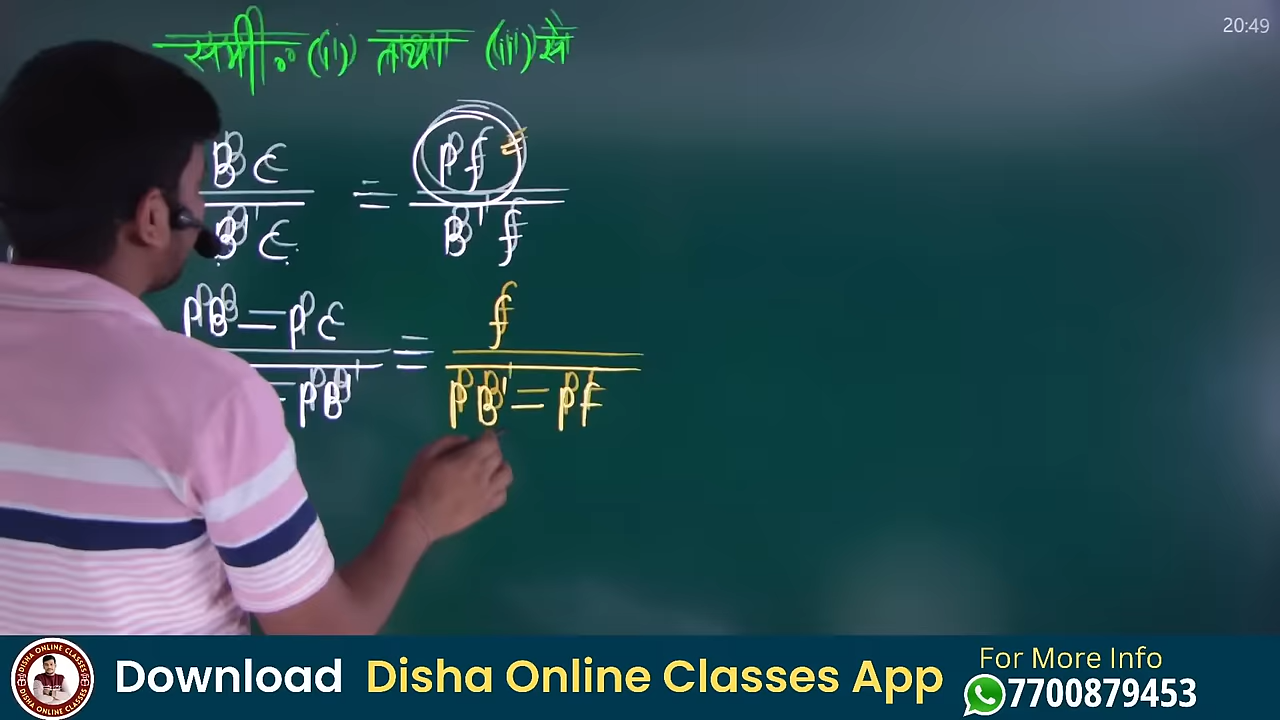 20:49
समी० (ii) तथा (iii) से
BC / B'C = Pf / B'f
PB – PC / – PB' = f / PB' – PF
DISHA ONLINE CLASSES
Download Disha Online Classes App
For More Info
7700879453